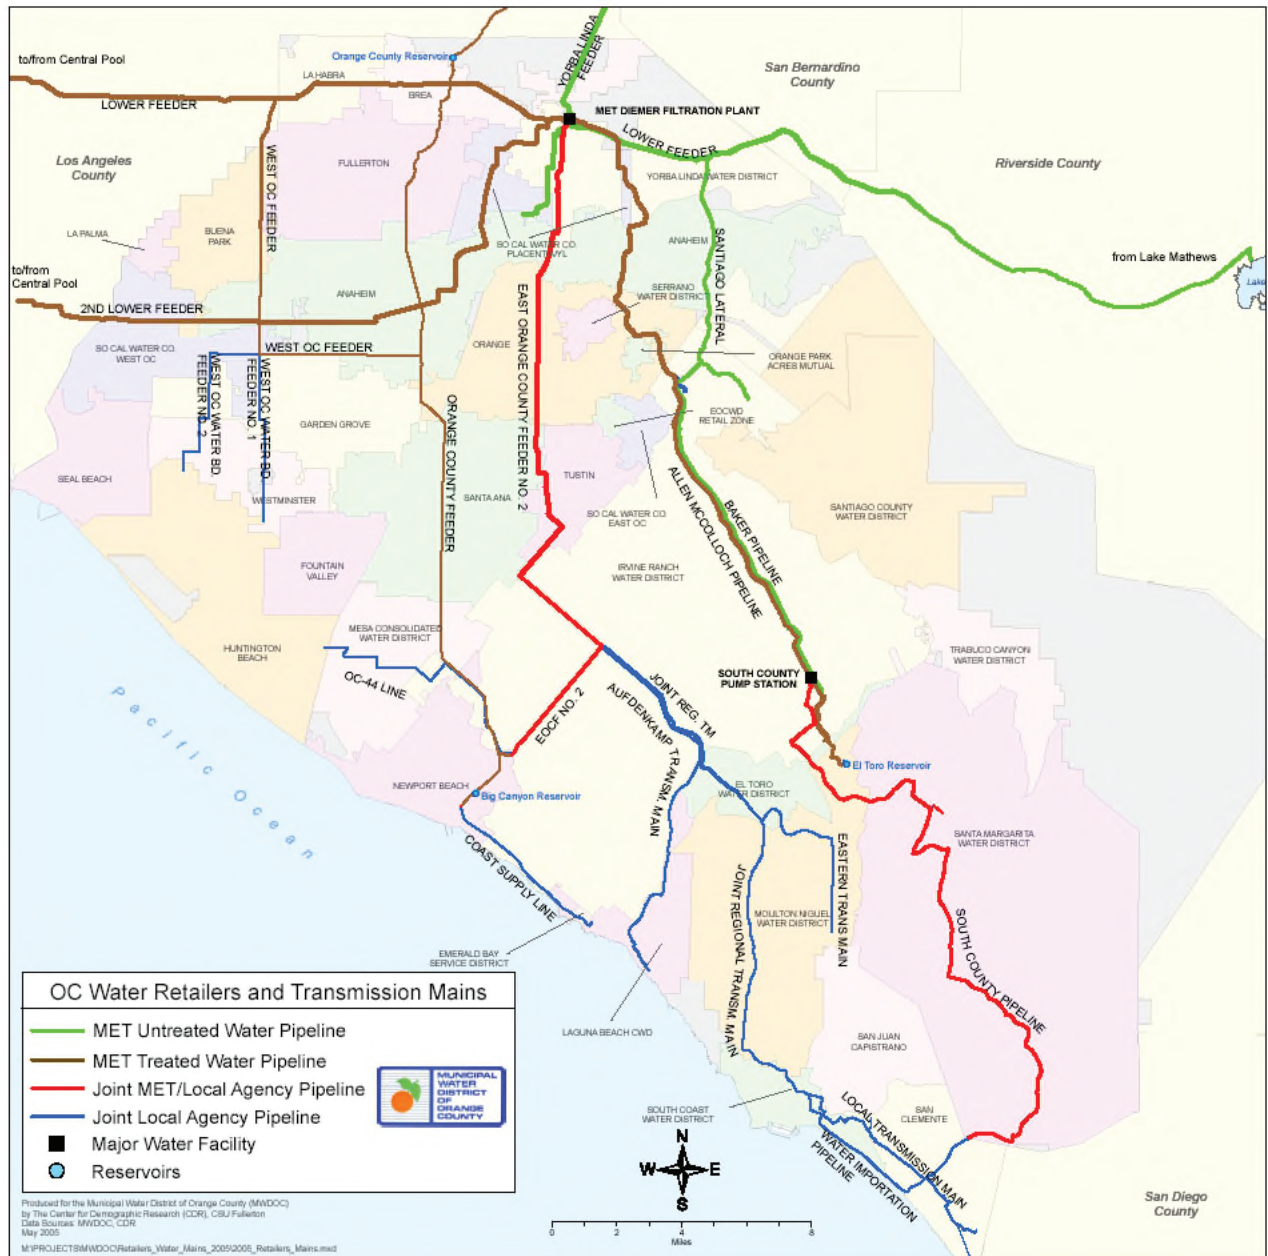 YORBA LINDA
FEEDER
Orange County Reservoir
to/from Central Pool
LA HABRA
BREA
San Bernardino
County
LOWER FEEDER
MET DIEMER FILTRATION PLANT
LOWER FEEDER
Los Angeles
County
FULLERTON
Riverside County
YORBA LINDA WATER DISTRICT
WEST OC FEEDER
LA PALMA
BUENA
PARK
SO CAL WATER CO.
PLACENT/YL
ANAHEIM
SANTIAGO LATERAL
from Lake Mathews
to/from
Central Pool
Lake
ANAHEIM
SERRANO
WATER DISTRICT
2ND LOWER FEEDER
EAST ORANGE COUNTY FEEDER NO. 2
SO CAL WATER CO.
WEST OC
WEST OC FEEDER
ORANGE
ORANGE PARK
ACRES MUTUAL
WEST OC WATER BD.
FEEDER NO. 2
WEST OC WATER BD.
FEEDER NO. 1
ORANGE COUNTY FEEDER
EOCWD
RETAIL ZONE
GARDEN GROVE
SEAL BEACH
WESTMINSTER
SANTA ANA
TUSTIN
ALLEN MCCOLLOCH PIPELINE
BAKER PIPELINE
SO CAL WATER CO.
EAST OC
SANTIAGO COUNTY
WATER DISTRICT
FOUNTAIN
VALLEY
IRVINE RANCH
WATER DISTRICT
MESA CONSOLIDATED
WATER DISTRICT
HUNTINGTON
BEACH
TRABUCO CANYON
WATER DISTRICT
OC-44 LINE
SOUTH COUNTY
PUMP STATION
JOINT REG. TM
AUFDENKAMP TRANSM. MAIN
EOCF NO. 2
Pacific Ocean
NEWPORT BEACH
Big Canyon Reservoir
El Toro Reservoir
EL TORO
WATER DISTRICT
COAST SUPPLY LINE
SANTA MARGARITA
WATER DISTRICT
EASTERN TRANS MAIN
JOINT REGIONAL TRANSM. MAIN
MOULTON NIGUEL
WATER DISTRICT
SOUTH COUNTY PIPELINE
EMERALD BAY
SERVICE DISTRICT
LAGUNA BEACH CWD
SAN JUAN
CAPISTRANO
SOUTH COAST
WATER DISTRICT
SAN
CLEMENTE
LOCAL TRANSMISSION MAIN
WATER IMPORTATION
PIPELINE
San Diego
County
OC Water Retailers and Transmission Mains
MET Untreated Water Pipeline
MET Treated Water Pipeline
Joint MET/Local Agency Pipeline
Joint Local Agency Pipeline
Major Water Facility
Reservoirs
MUNICIPAL
WATER
DISTRICT
OF
ORANGE
COUNTY
N
W E
S
0 2 4 8
Miles
Produced for the Municipal Water District of Orange County (MWDOC)
by The Center for Demographic Research (CDR), CSU Fullerton
Data Sources: MWDOC, CDR
May 2005
M:\PROJECTS\MWDOC\Retailers_Water_Mains_2005\2005_Retailers_Mains.mxd